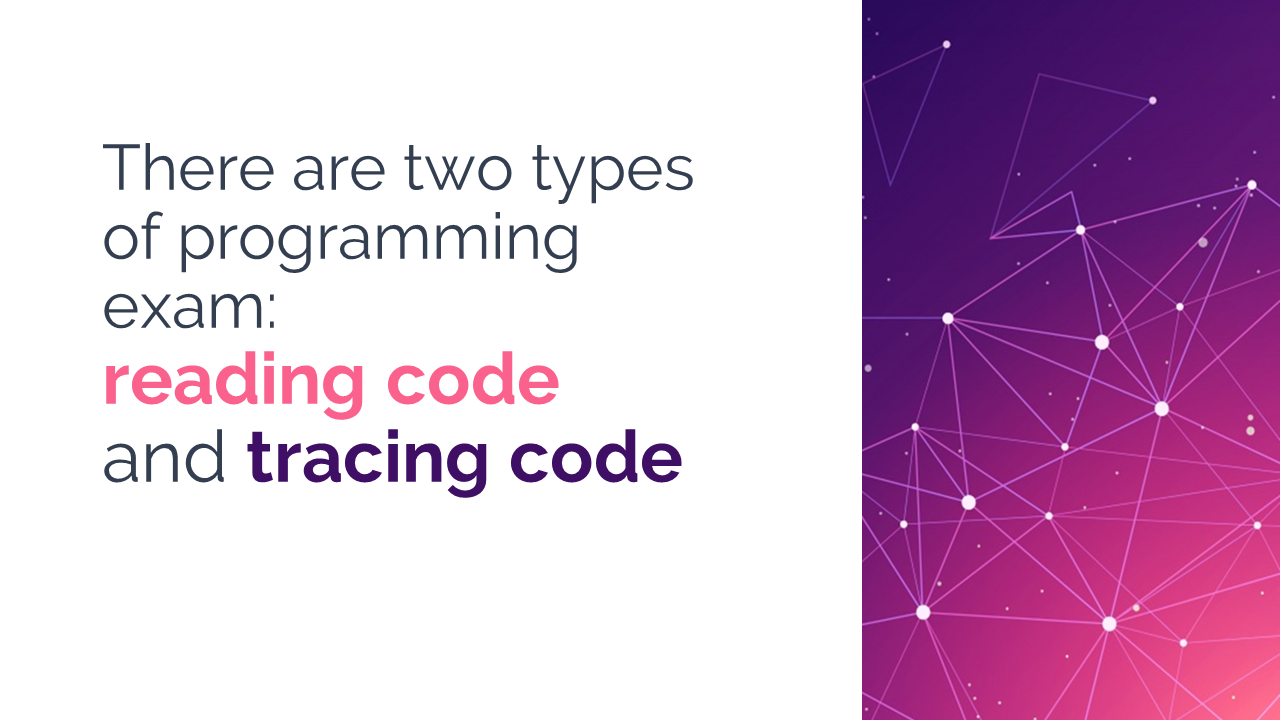 There are two types
of programming
exam:
reading code
and tracing code